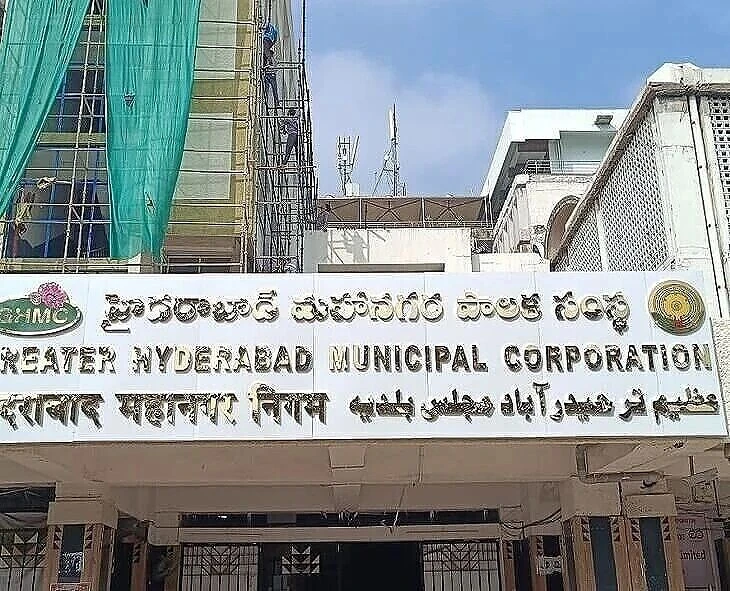 GHMC
హైదరాబాద్ మహానగర పాలక సంస్థ
REATER HYDERABAD MUNICIPAL CORPORATION
दराबाद महानगर निगम عظیم تر حیدرآباد مجلس بلدیہ